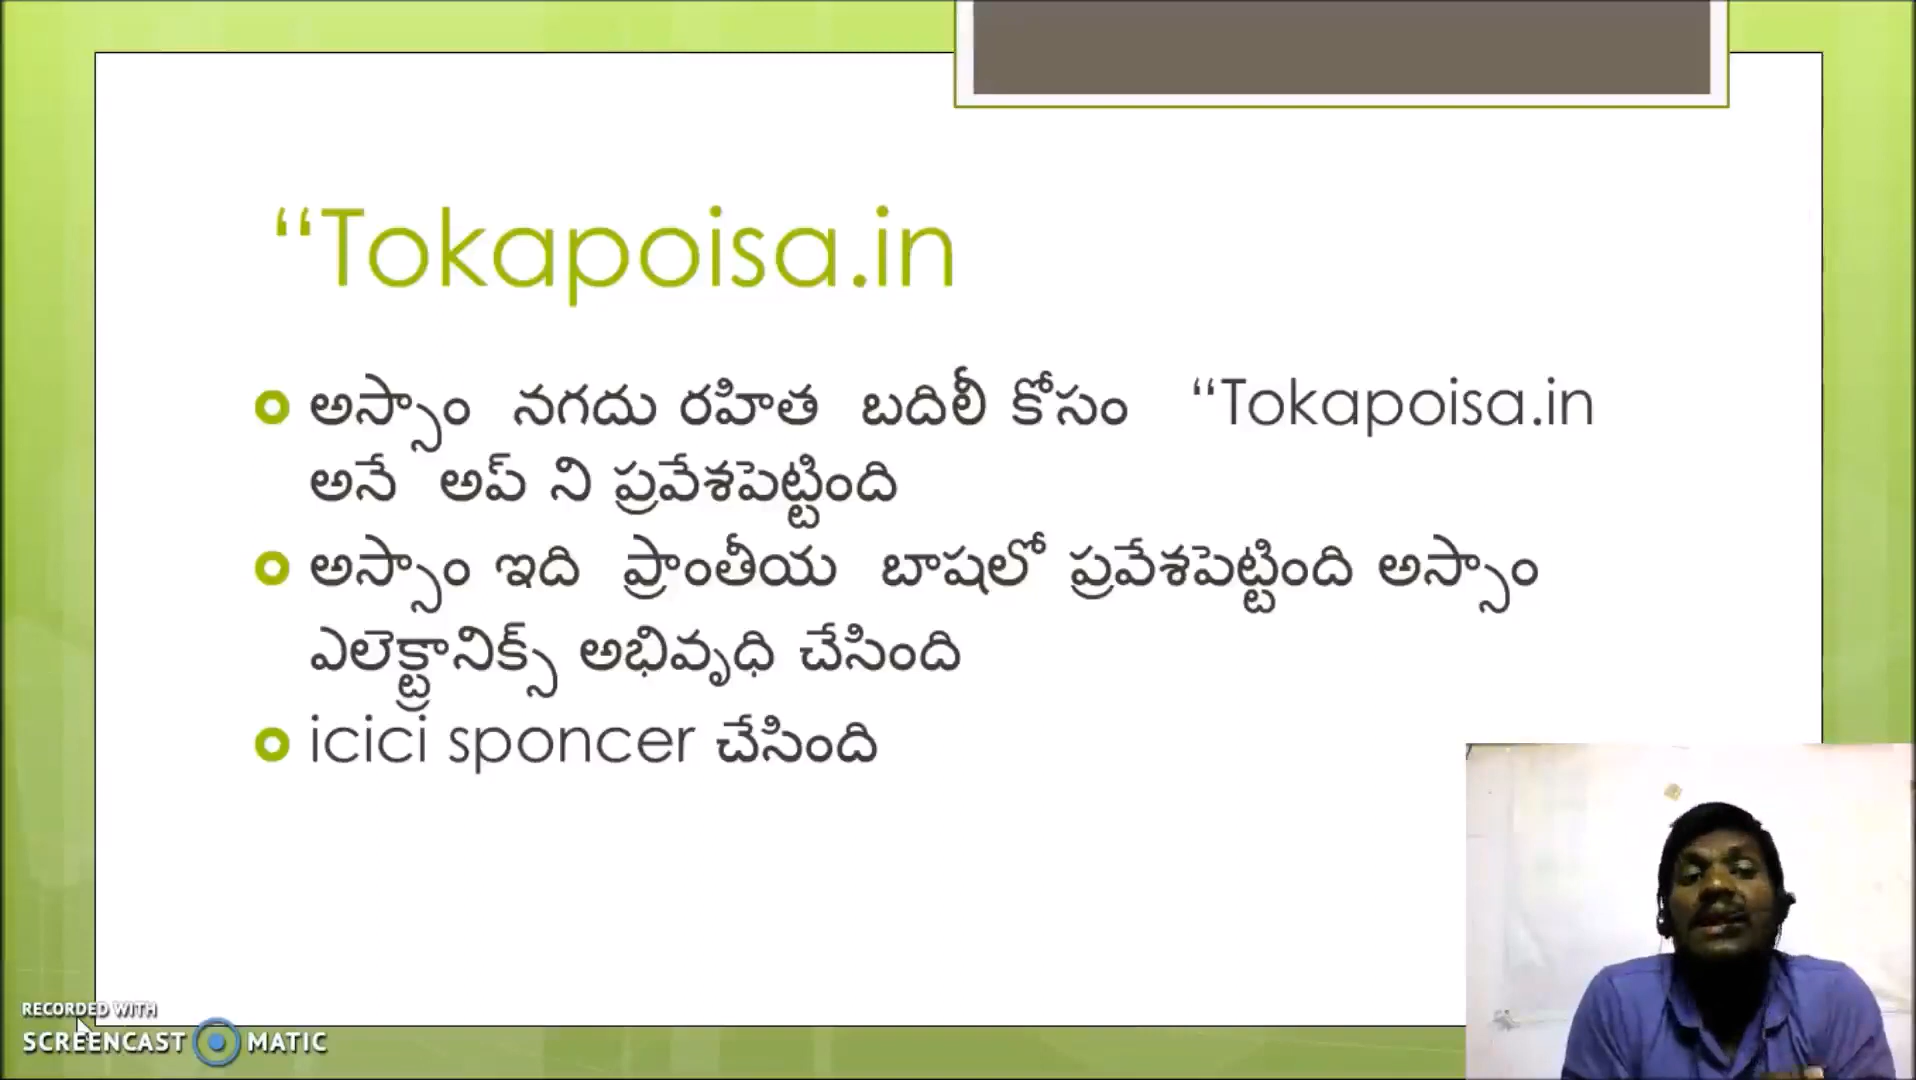 “Tokapoisa.in
అస్సాం నగదు రహిత బదిలీ కోసం “Tokapoisa.in
అనే అప్ ని ప్రవేశపెట్టింది
అస్సాం ఇది ప్రాంతీయ బాషలో ప్రవేశపెట్టింది అస్సాం
ఎలెక్ట్రానిక్స్ అభివృధి చేసింది
icici sponcer చేసింది
RECORDED WITH
SCREENCAST MATIC